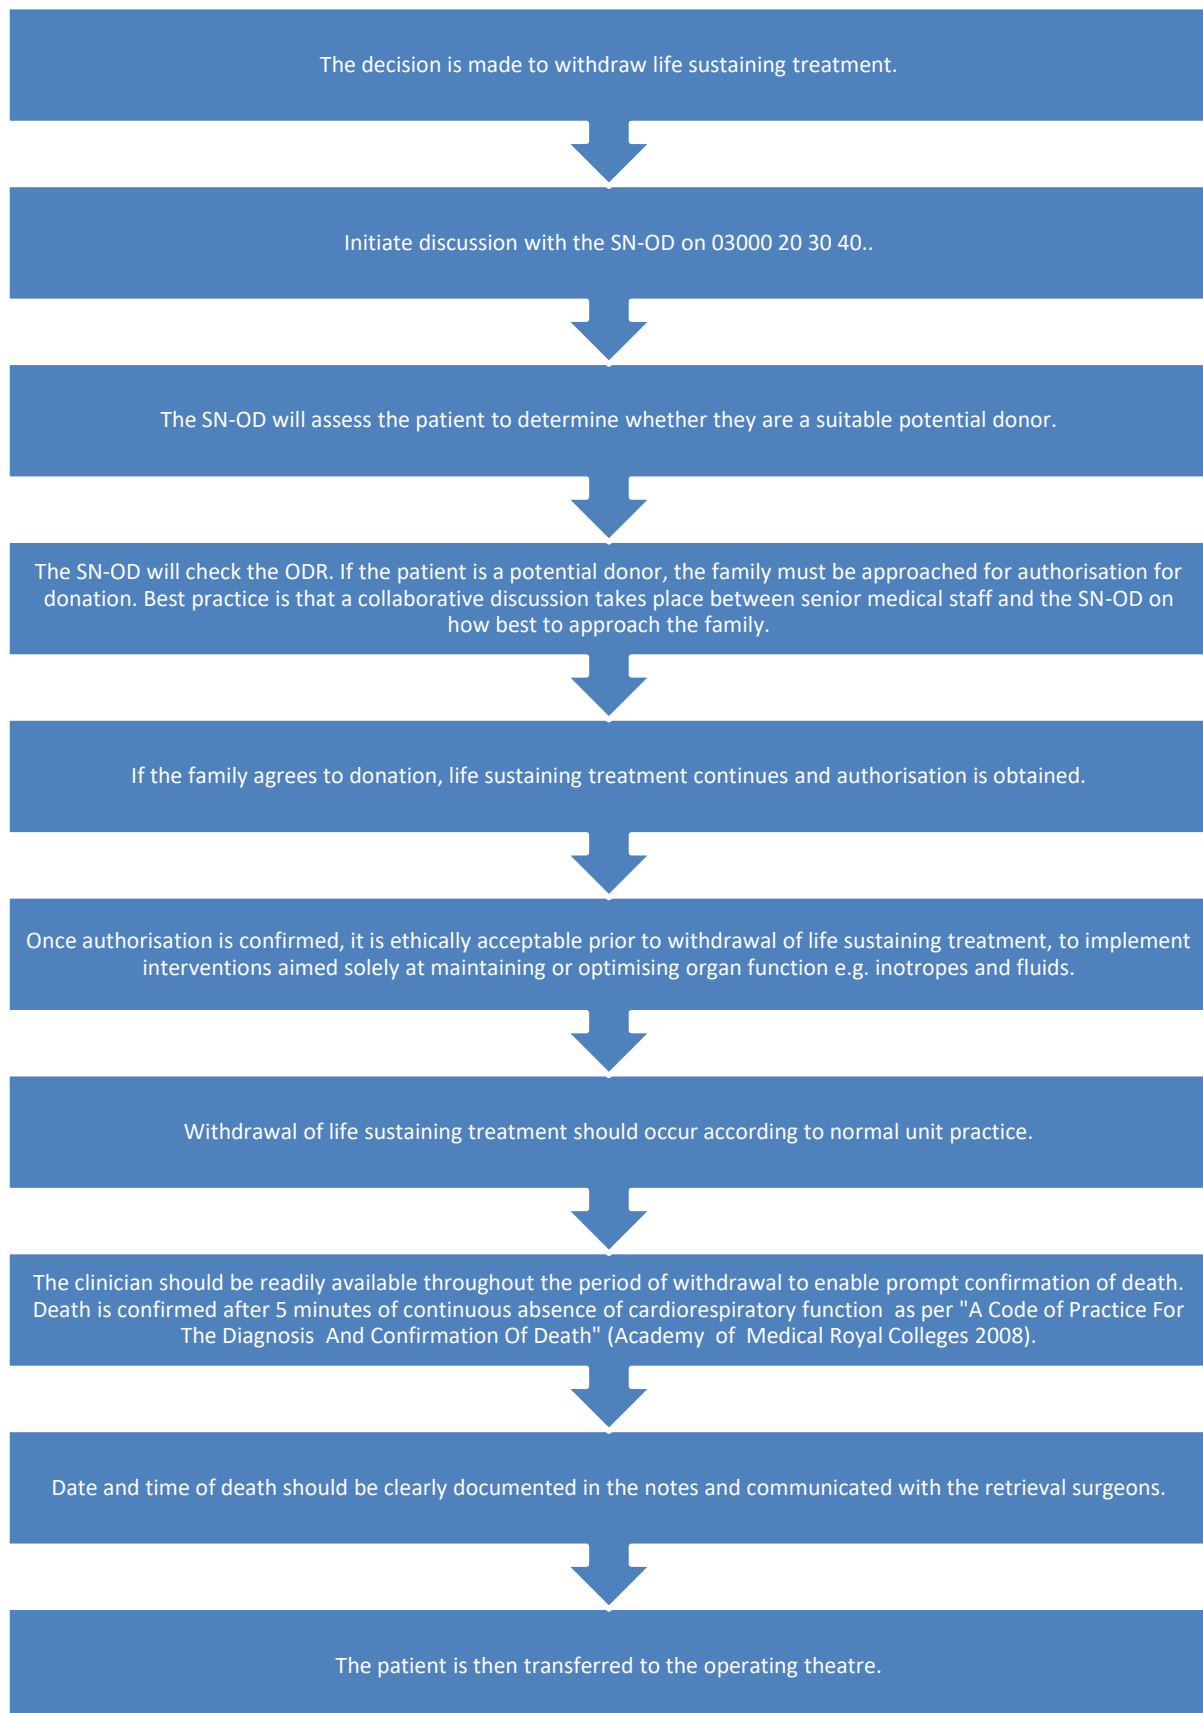 The decision is made to withdraw life sustaining treatment.
Initiate discussion with the SN-OD on 03000 20 30 40..
The SN-OD will assess the patient to determine whether they are a suitable potential donor.
The SN-OD will check the ODR. If the patient is a potential donor, the family must be approached for authorisation for
donation. Best practice is that a collaborative discussion takes place between senior medical staff and the SN-OD on
how best to approach the family.
If the family agrees to donation, life sustaining treatment continues and authorisation is obtained.
Once authorisation is confirmed, it is ethically acceptable prior to withdrawal of life sustaining treatment, to implement
interventions aimed solely at maintaining or optimising organ function e.g. inotropes and fluids.
Withdrawal of life sustaining treatment should occur according to normal unit practice.
The clinician should be readily available throughout the period of withdrawal to enable prompt confirmation of death.
Death is confirmed after 5 minutes of continuous absence of cardiorespiratory function as per "A Code of Practice For
The Diagnosis And Confirmation Of Death" (Academy of Medical Royal Colleges 2008).
Date and time of death should be clearly documented in the notes and communicated with the retrieval surgeons.
The patient is then transferred to the operating theatre.